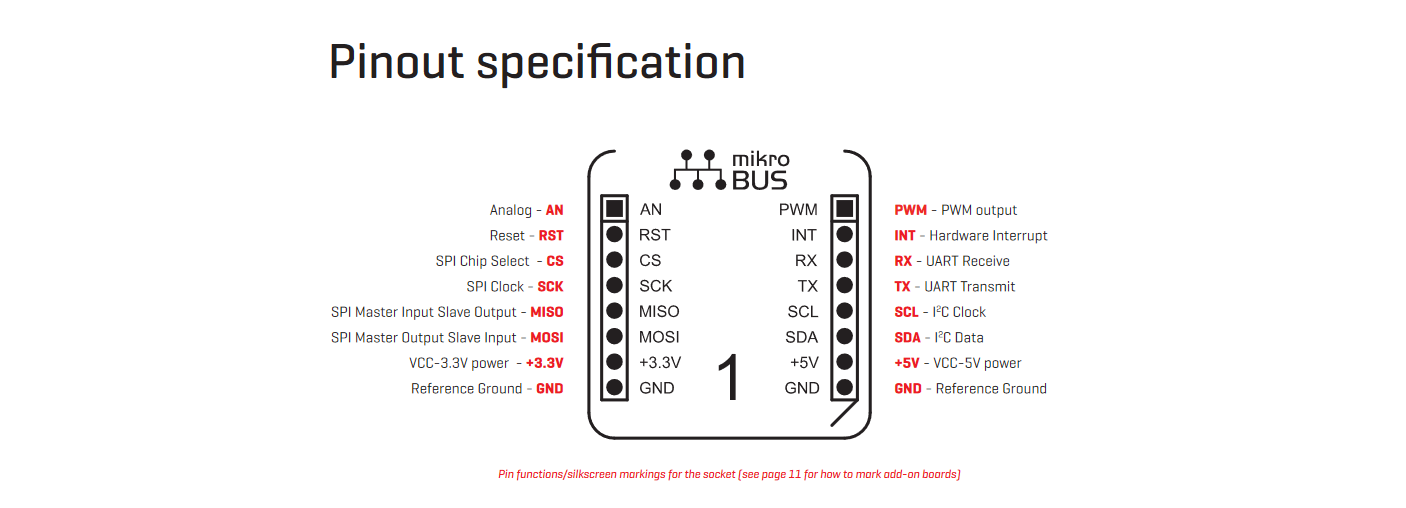 Pinout specification
mikro
BUS
Analog - AN AN PWM PWM - PWM output
Reset - RST RST INT INT - Hardware Interrupt
SPI Chip Select - CS CS RX RX - UART Receive
SPI Clock - SCK SCK TX TX - UART Transmit
SPI Master Input Slave Output - MISO MISO SCL SCL - I²C Clock
SPI Master Output Slave Input - MOSI MOSI SDA SDA - I²C Data
VCC-3.3V power - +3.3V +3.3V +5V +5V - VCC-5V power
Reference Ground - GND GND 1 GND GND - Reference Ground
Pin functions/silkscreen markings for the socket (see page 11 for how to mark add-on boards)